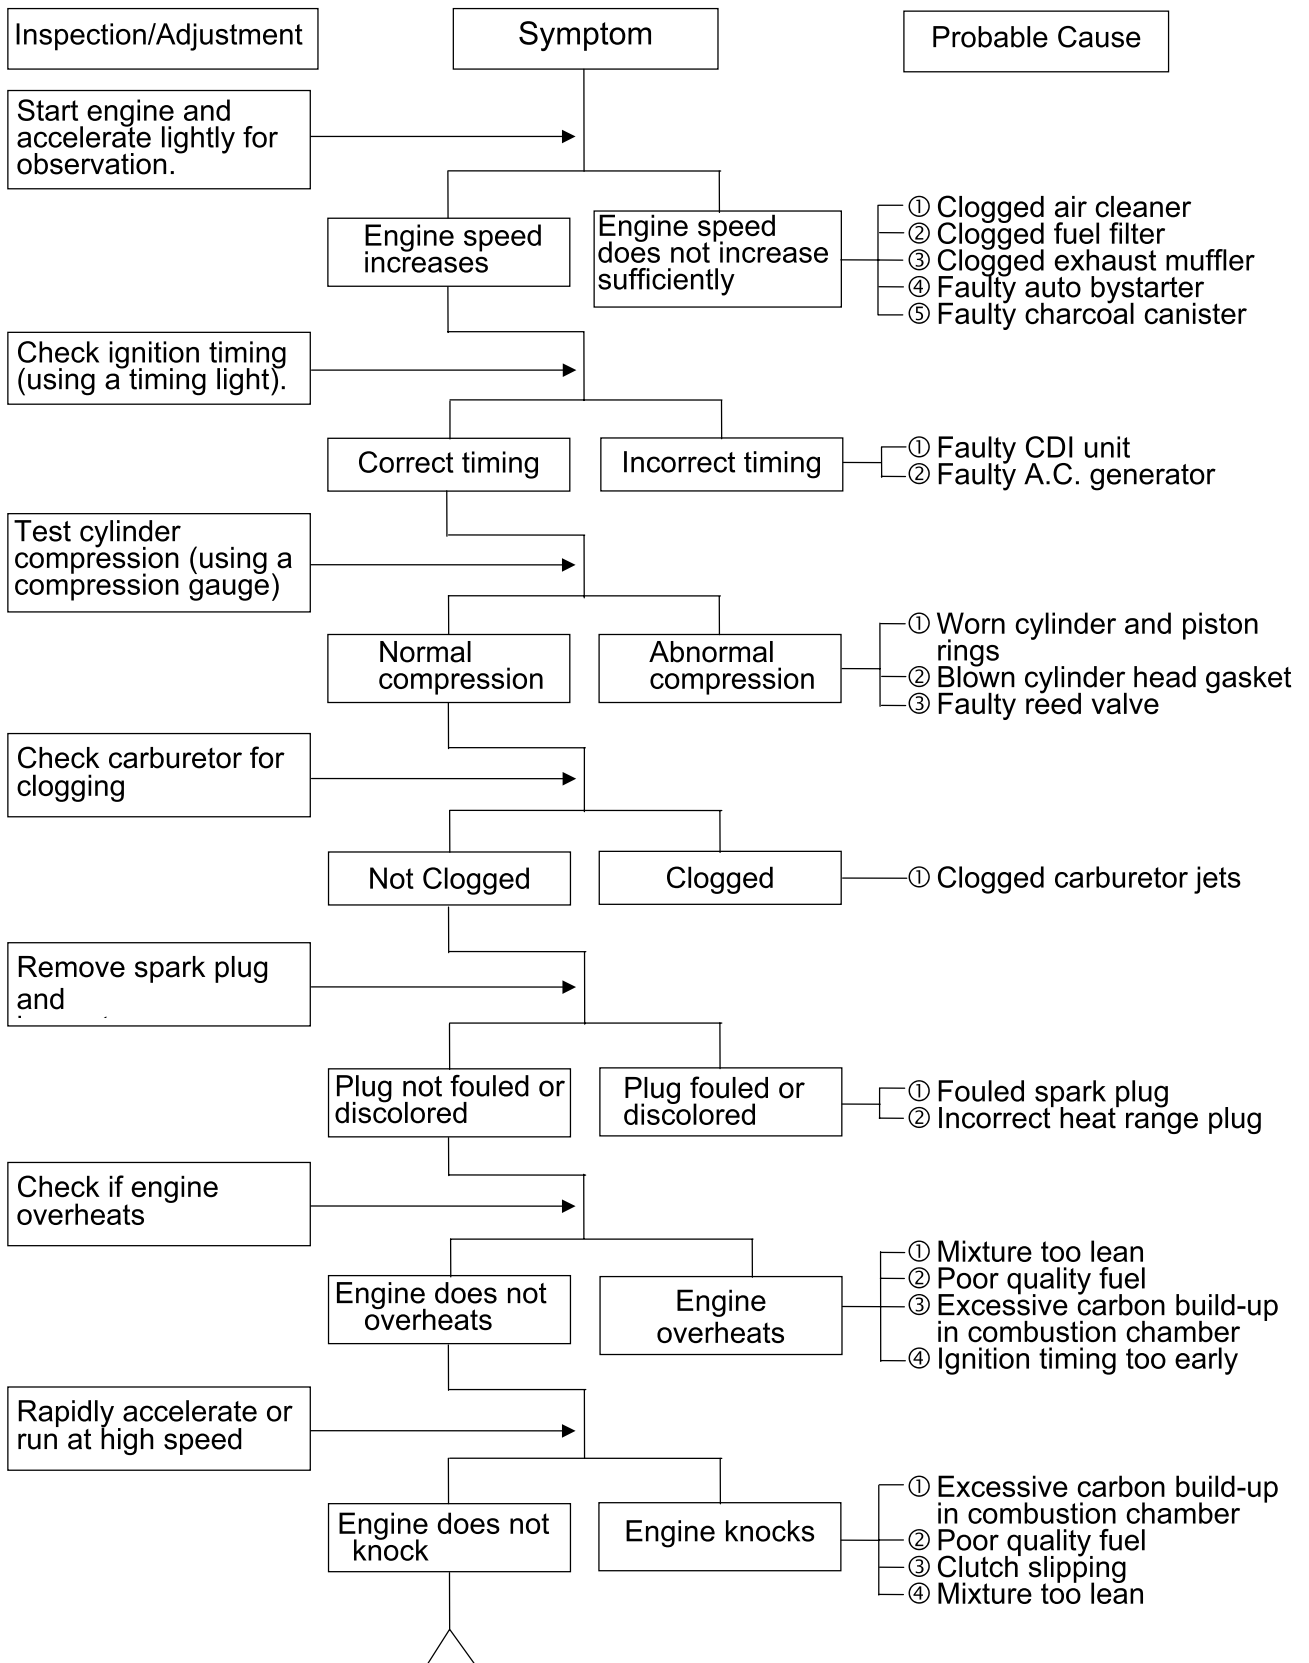 Inspection/Adjustment
Symptom
Probable Cause
Start engine and
accelerate lightly for
observation.
Engine speed
increases
Engine speed
does not increase
sufficiently
① Clogged air cleaner
② Clogged fuel filter
③ Clogged exhaust muffler
④ Faulty auto bystarter
⑤ Faulty charcoal canister
Check ignition timing
(using a timing light).
Correct timing
Incorrect timing
① Faulty CDI unit
② Faulty A.C. generator
Test cylinder
compression (using a
compression gauge)
Normal
compression
Abnormal
compression
① Worn cylinder and piston
rings
② Blown cylinder head gasket
③ Faulty reed valve
Check carburetor for
clogging
Not Clogged
Clogged
① Clogged carburetor jets
Remove spark plug
and
Plug not fouled or
discolored
Plug fouled or
discolored
① Fouled spark plug
② Incorrect heat range plug
Check if engine
overheats
Engine does not
overheats
Engine
overheats
① Mixture too lean
② Poor quality fuel
③ Excessive carbon build-up
in combustion chamber
④ Ignition timing too early
Rapidly accelerate or
run at high speed
Engine does not
knock
Engine knocks
① Excessive carbon build-up
in combustion chamber
② Poor quality fuel
③ Clutch slipping
④ Mixture too lean